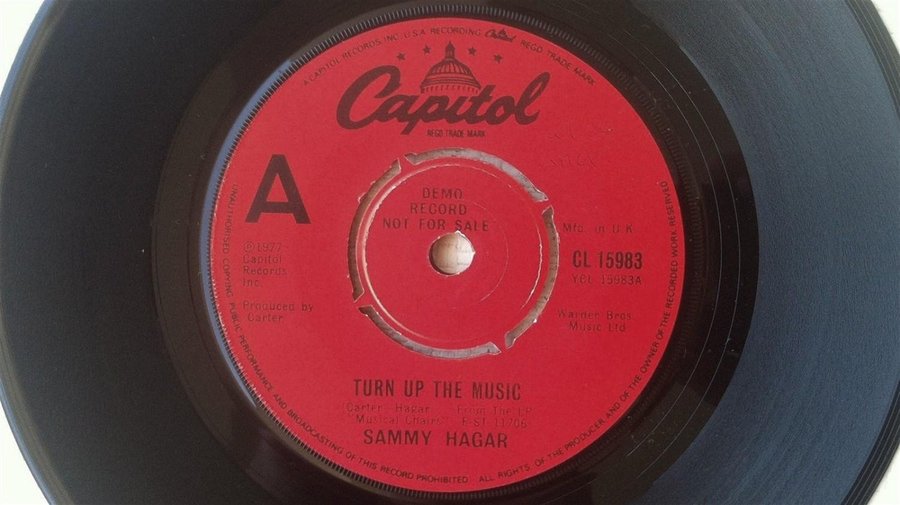 A CAPITOL RECORDS, INC. U.S.A. RECORDING Capitol REGD. TRADE MARK
Capitol
REGD. TRADE-MARK
A
DEMO
RECORD
NOT FOR SALE
Mfd. in U.K.
CL 15983
YCL 15983A
℗1977
Capitol
Records
Inc.
Produced by
Carter
Warner Bros.
Music Ltd
TURN UP THE MUSIC
(Carter - Hagar) From The LP
"Musical Chairs" E-ST 11706
SAMMY HAGAR
UNAUTHORISED COPYING PUBLIC PERFORMANCE AND BROADCASTING OF THIS RECORD PROHIBITED · ALL RIGHTS OF THE PRODUCER AND OF THE OWNER OF THE RECORDED WORK RESERVED